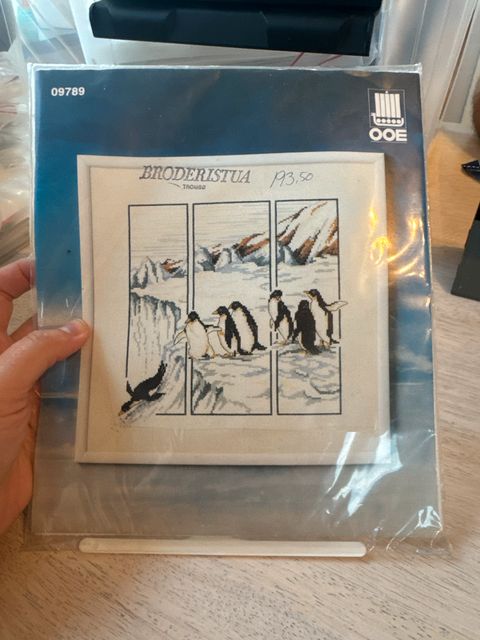 09789
OOE
BRODERISTUA
TROMSØ
193,50